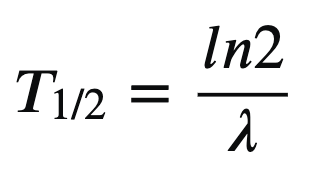 T1/2 = ln2/λ